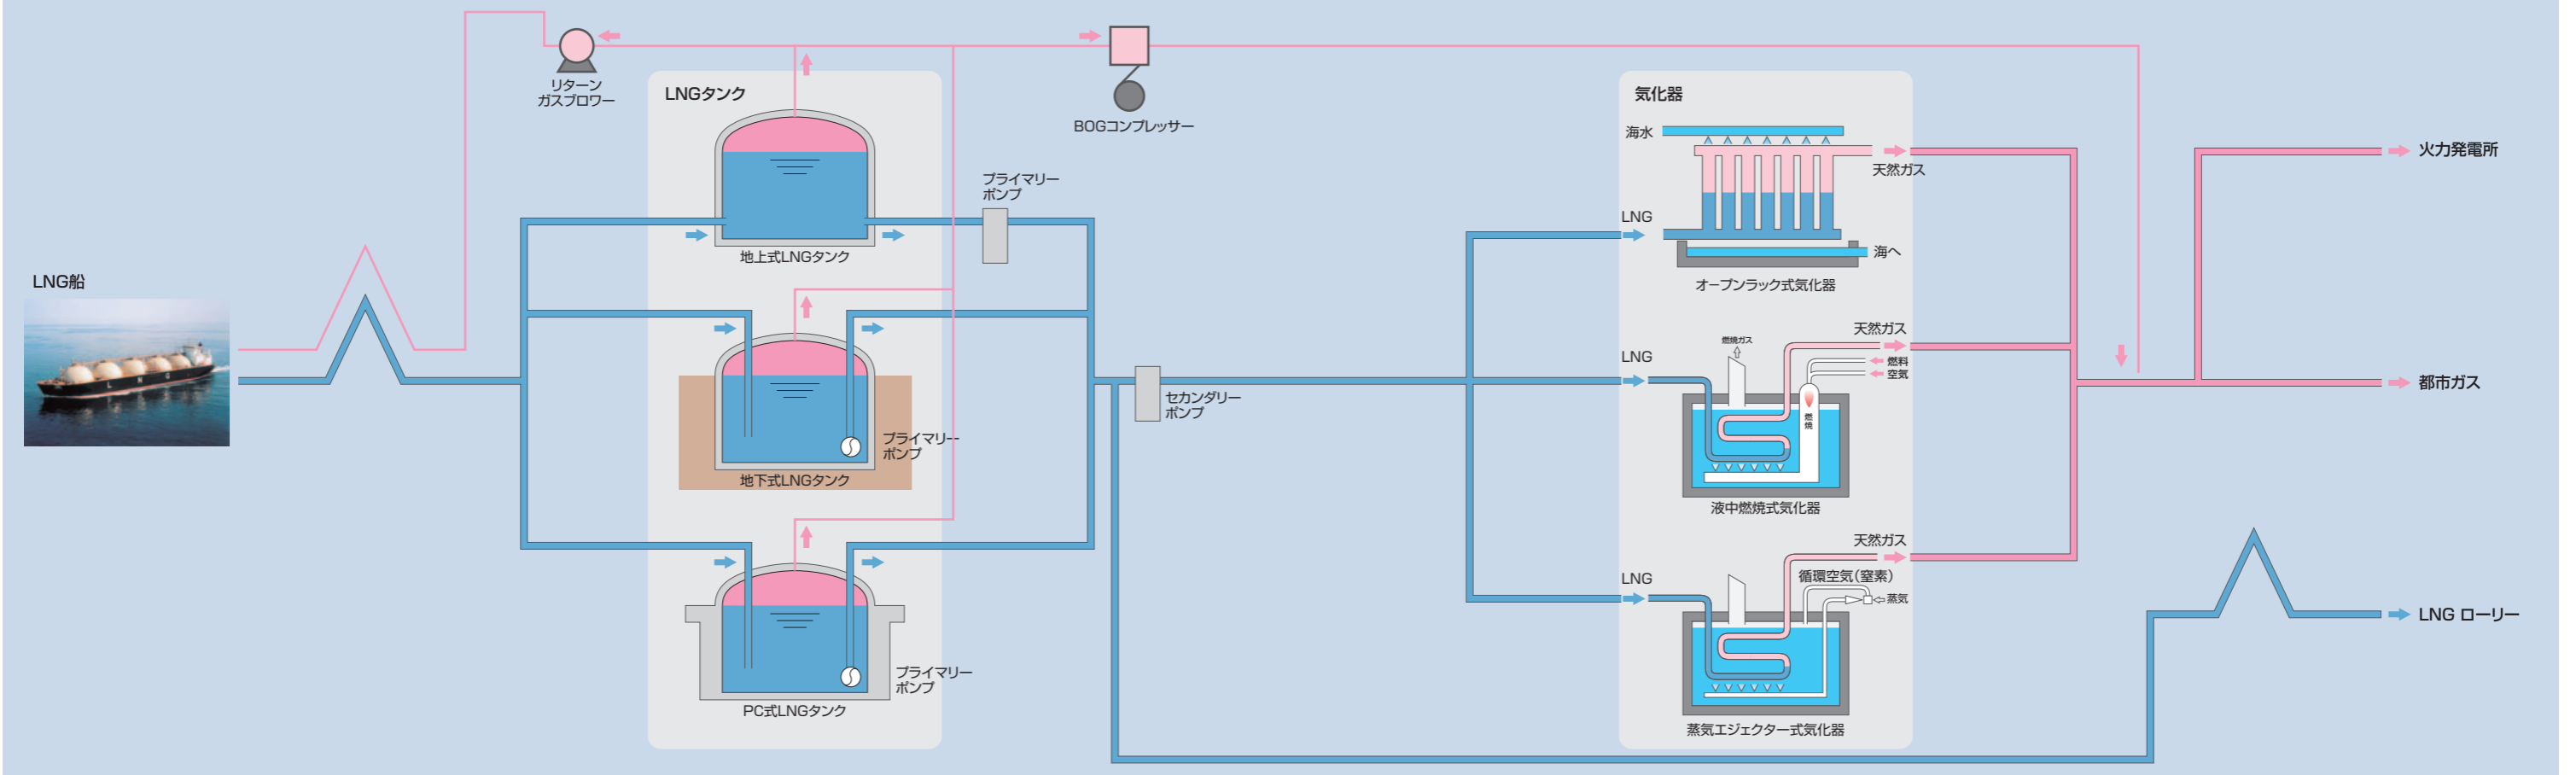 リターン
ガスブロワー
LNGタンク
BOGコンプレッサー
気化器
海水
天然ガス
火力発電所
プライマリー
ポンプ
LNG
海へ
地上式LNGタンク
オープンラック式気化器
LNG船
L N G
天然ガス
燃焼ガス
LNG
燃料
空気
都市ガス
セカンダリー
ポンプ
燃
焼
プライマリー
ポンプ
地下式LNGタンク
液中燃焼式気化器
天然ガス
LNG
循環空気(窒素)
蒸気
LNG ローリー
プライマリー
ポンプ
PC式LNGタンク
蒸気エジェクター式気化器